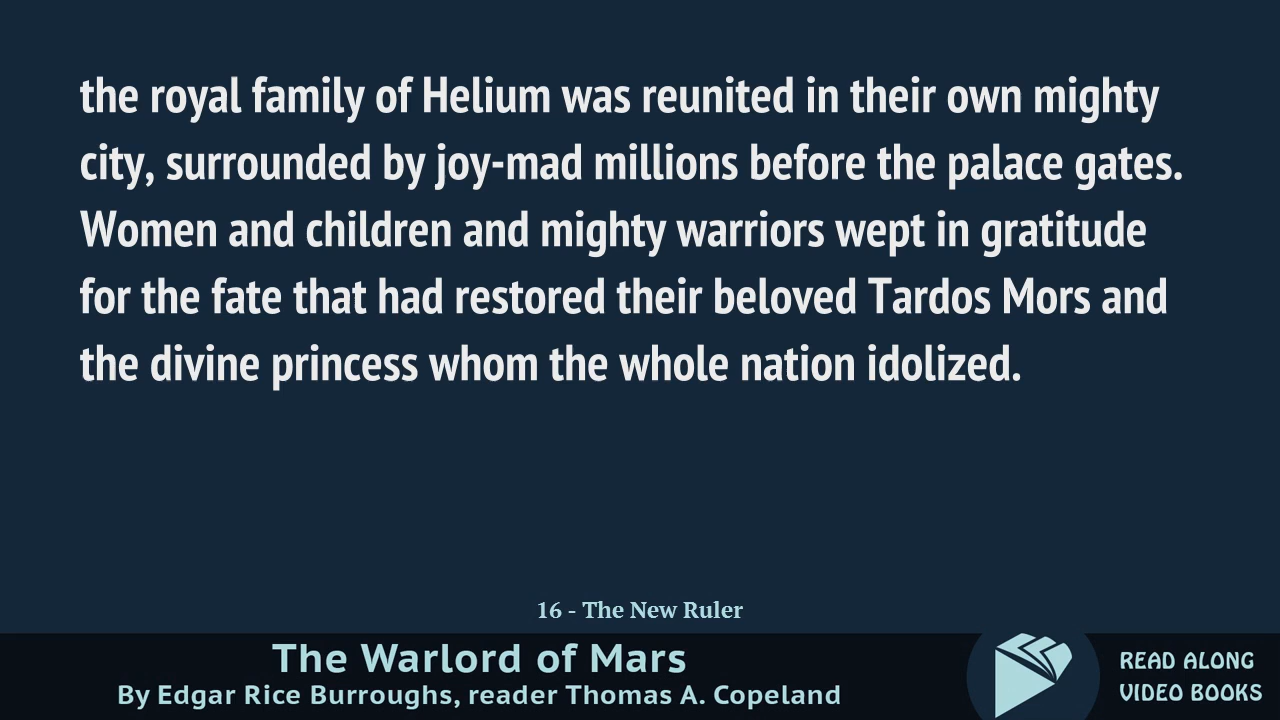 the royal family of Helium was reunited in their own mighty
city, surrounded by joy-mad millions before the palace gates.
Women and children and mighty warriors wept in gratitude
for the fate that had restored their beloved Tardos Mors and
the divine princess whom the whole nation idolized.
16 - The New Ruler
The Warlord of Mars
By Edgar Rice Burroughs, reader Thomas A. Copeland
READ ALONG
VIDEO BOOKS